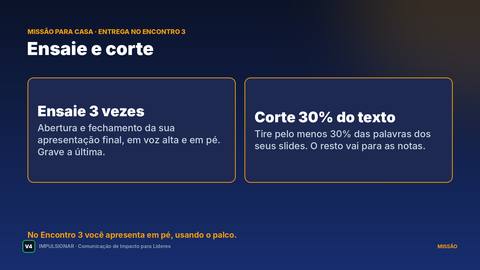 MISSÃO PARA CASA · ENTREGA NO ENCONTRO 3
Ensaie e corte
Ensaie 3 vezes
Abertura e fechamento da sua
apresentação final, em voz alta e em pé.
Grave a última.
Corte 30% do texto
Tire pelo menos 30% das palavras dos
seus slides. O resto vai para as notas.
No Encontro 3 você apresenta em pé, usando o palco.
V4 IMPULSIONAR · Comunicação de Impacto para Líderes
MISSÃO